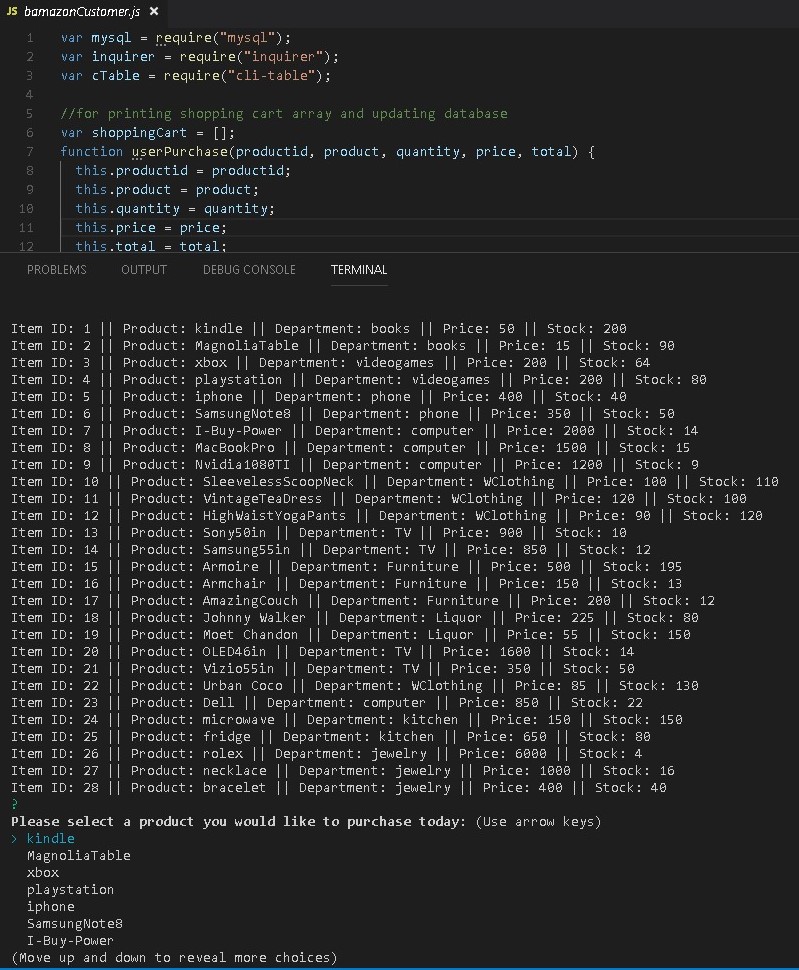 JS bamazonCustomer.js ×
1 var mysql = require("mysql");
2 var inquirer = require("inquirer");
3 var cTable = require("cli-table");
4
5 //for printing shopping cart array and updating database
6 var shoppingCart = [];
7 function userPurchase(productid, product, quantity, price, total) {
8 this.productid = productid;
9 this.product = product;
10 this.quantity = quantity;
11 this.price = price;
12 this.total = total;
PROBLEMS OUTPUT DEBUG CONSOLE TERMINAL
Item ID: 1 || Product: kindle || Department: books || Price: 50 || Stock: 200
Item ID: 2 || Product: MagnoliaTable || Department: books || Price: 15 || Stock: 90
Item ID: 3 || Product: xbox || Department: videogames || Price: 200 || Stock: 64
Item ID: 4 || Product: playstation || Department: videogames || Price: 200 || Stock: 80
Item ID: 5 || Product: iphone || Department: phone || Price: 400 || Stock: 40
Item ID: 6 || Product: SamsungNote8 || Department: phone || Price: 350 || Stock: 50
Item ID: 7 || Product: I-Buy-Power || Department: computer || Price: 2000 || Stock: 14
Item ID: 8 || Product: MacBookPro || Department: computer || Price: 1500 || Stock: 15
Item ID: 9 || Product: Nvidia1080TI || Department: computer || Price: 1200 || Stock: 9
Item ID: 10 || Product: SleevelessScoopNeck || Department: WClothing || Price: 100 || Stock: 110
Item ID: 11 || Product: VintageTeaDress || Department: WClothing || Price: 120 || Stock: 100
Item ID: 12 || Product: HighWaistYogaPants || Department: WClothing || Price: 90 || Stock: 120
Item ID: 13 || Product: Sony50in || Department: TV || Price: 900 || Stock: 10
Item ID: 14 || Product: Samsung55in || Department: TV || Price: 850 || Stock: 12
Item ID: 15 || Product: Armoire || Department: Furniture || Price: 500 || Stock: 195
Item ID: 16 || Product: Armchair || Department: Furniture || Price: 150 || Stock: 13
Item ID: 17 || Product: AmazingCouch || Department: Furniture || Price: 200 || Stock: 12
Item ID: 18 || Product: Johnny Walker || Department: Liquor || Price: 225 || Stock: 80
Item ID: 19 || Product: Moet Chandon || Department: Liquor || Price: 55 || Stock: 150
Item ID: 20 || Product: OLED46in || Department: TV || Price: 1600 || Stock: 14
Item ID: 21 || Product: Vizio55in || Department: TV || Price: 350 || Stock: 50
Item ID: 22 || Product: Urban Coco || Department: WClothing || Price: 85 || Stock: 130
Item ID: 23 || Product: Dell || Department: computer || Price: 850 || Stock: 22
Item ID: 24 || Product: microwave || Department: kitchen || Price: 150 || Stock: 150
Item ID: 25 || Product: fridge || Department: kitchen || Price: 650 || Stock: 80
Item ID: 26 || Product: rolex || Department: jewelry || Price: 6000 || Stock: 4
Item ID: 27 || Product: necklace || Department: jewelry || Price: 1000 || Stock: 16
Item ID: 28 || Product: bracelet || Department: jewelry || Price: 400 || Stock: 40
?
Please select a product you would like to purchase today: (Use arrow keys)
> kindle
MagnoliaTable
xbox
playstation
iphone
SamsungNote8
I-Buy-Power
(Move up and down to reveal more choices)